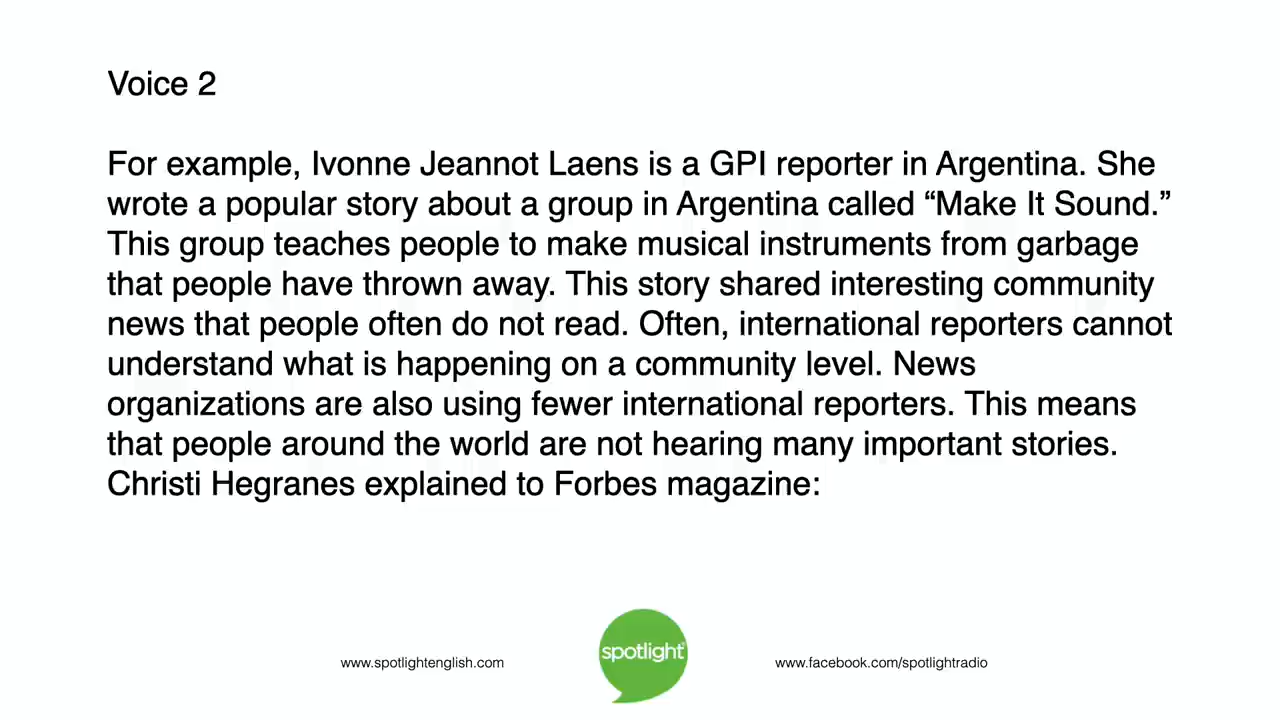 Voice 2
For example, Ivonne Jeannot Laens is a GPI reporter in Argentina. She
wrote a popular story about a group in Argentina called “Make It Sound.”
This group teaches people to make musical instruments from garbage
that people have thrown away. This story shared interesting community
news that people often do not read. Often, international reporters cannot
understand what is happening on a community level. News
organizations are also using fewer international reporters. This means
that people around the world are not hearing many important stories.
Christi Hegranes explained to Forbes magazine:
www.spotlightenglish.com
spotlight
www.facebook.com/spotlightradio